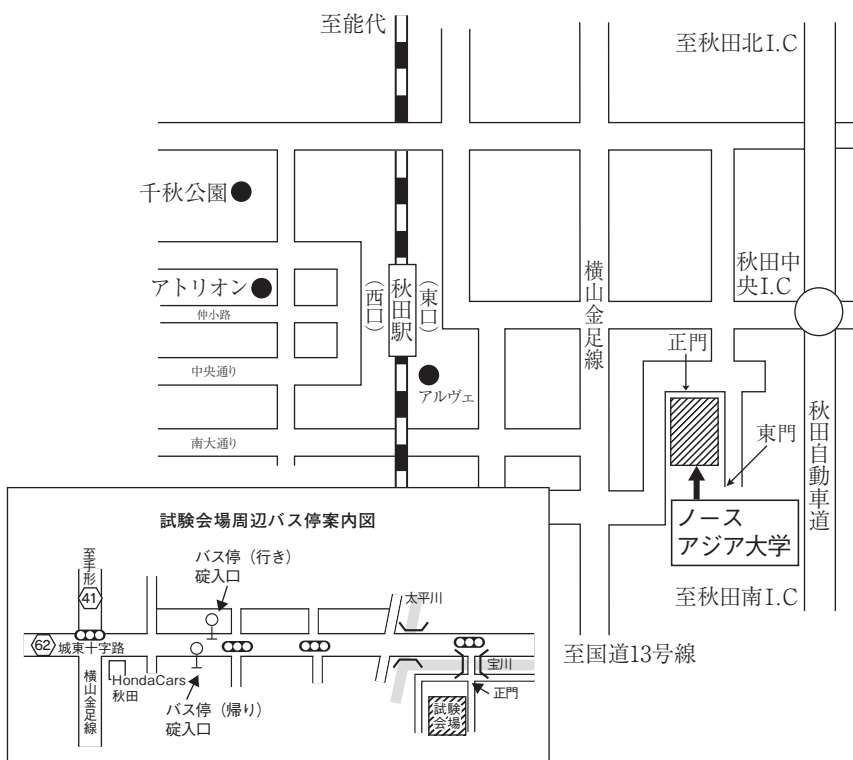 至能代
至秋田北I.C
千秋公園
アトリオン
仲小路
中央通り
南大通り
(西口)
秋田駅
(東口)
アルヴェ
横山金足線
秋田中
央I.C
正門
東門
秋田自動車道
ノース
アジア大学
至秋田南I.C
至国道13号線
試験会場周辺バス停案内図
至手形
41
62
城東十字路
横山金足線
HondaCars
秋田
バス停(行き)
碇入口
バス停(帰り)
碇入口
太平川
宝川
正門
試験
会場